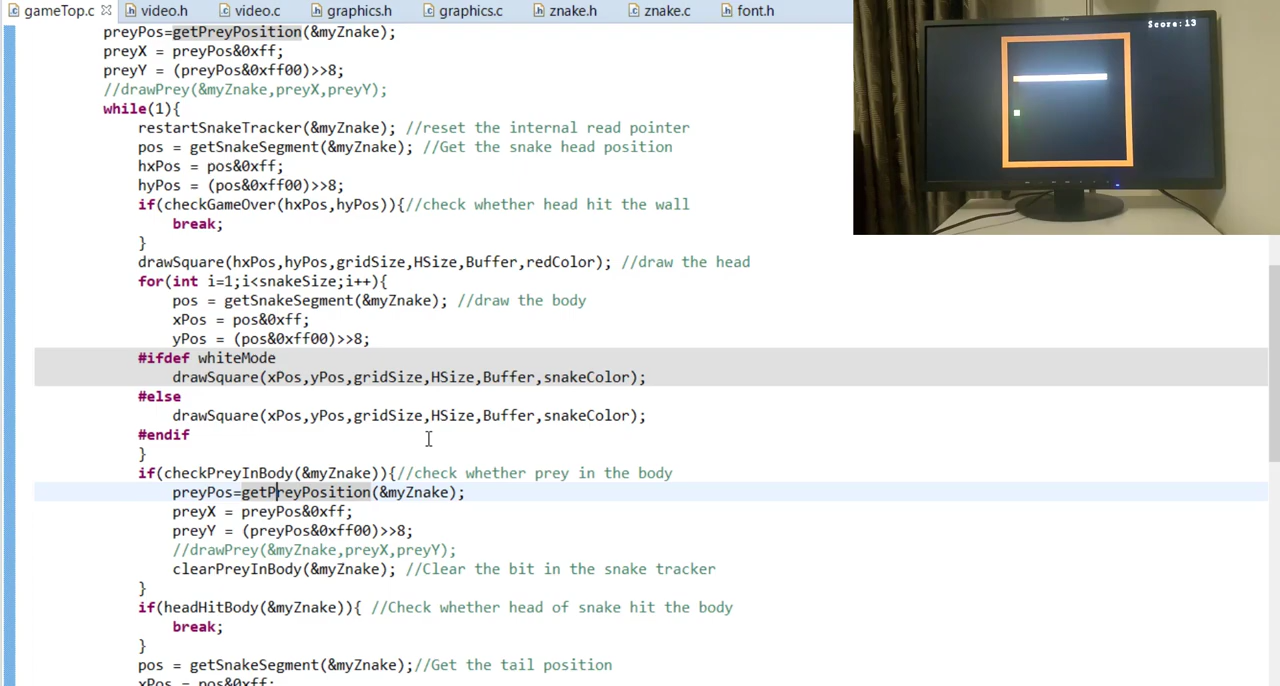 gameTop.c video.h video.c graphics.h graphics.c znake.h znake.c font.h
preyPos=getPreyPosition(&myZnake);
preyX = preyPos&0xff;
preyY = (preyPos&0xff00)>>8;
//drawPrey(&myZnake,preyX,preyY);
while(1){
restartSnakeTracker(&myZnake); //reset the internal read pointer
pos = getSnakeSegment(&myZnake); //Get the snake head position
hxPos = pos&0xff;
hyPos = (pos&0xff00)>>8;
if(checkGameOver(hxPos,hyPos)){//check whether head hit the wall
break;
}
drawSquare(hxPos,hyPos,gridSize,HSize,Buffer,redColor); //draw the head
for(int i=1;i<snakeSize;i++){
pos = getSnakeSegment(&myZnake); //draw the body
xPos = pos&0xff;
yPos = (pos&0xff00)>>8;
#ifdef whiteMode
drawSquare(xPos,yPos,gridSize,HSize,Buffer,snakeColor);
#else
drawSquare(xPos,yPos,gridSize,HSize,Buffer,snakeColor);
#endif
}
if(checkPreyInBody(&myZnake)){//check whether prey in the body
preyPos=getPreyPosition(&myZnake);
preyX = preyPos&0xff;
preyY = (preyPos&0xff00)>>8;
//drawPrey(&myZnake,preyX,preyY);
clearPreyInBody(&myZnake); //Clear the bit in the snake tracker
}
if(headHitBody(&myZnake)){ //Check whether head of snake hit the body
break;
}
pos = getSnakeSegment(&myZnake);//Get the tail position
xPos = pos&0xff;
Score:13